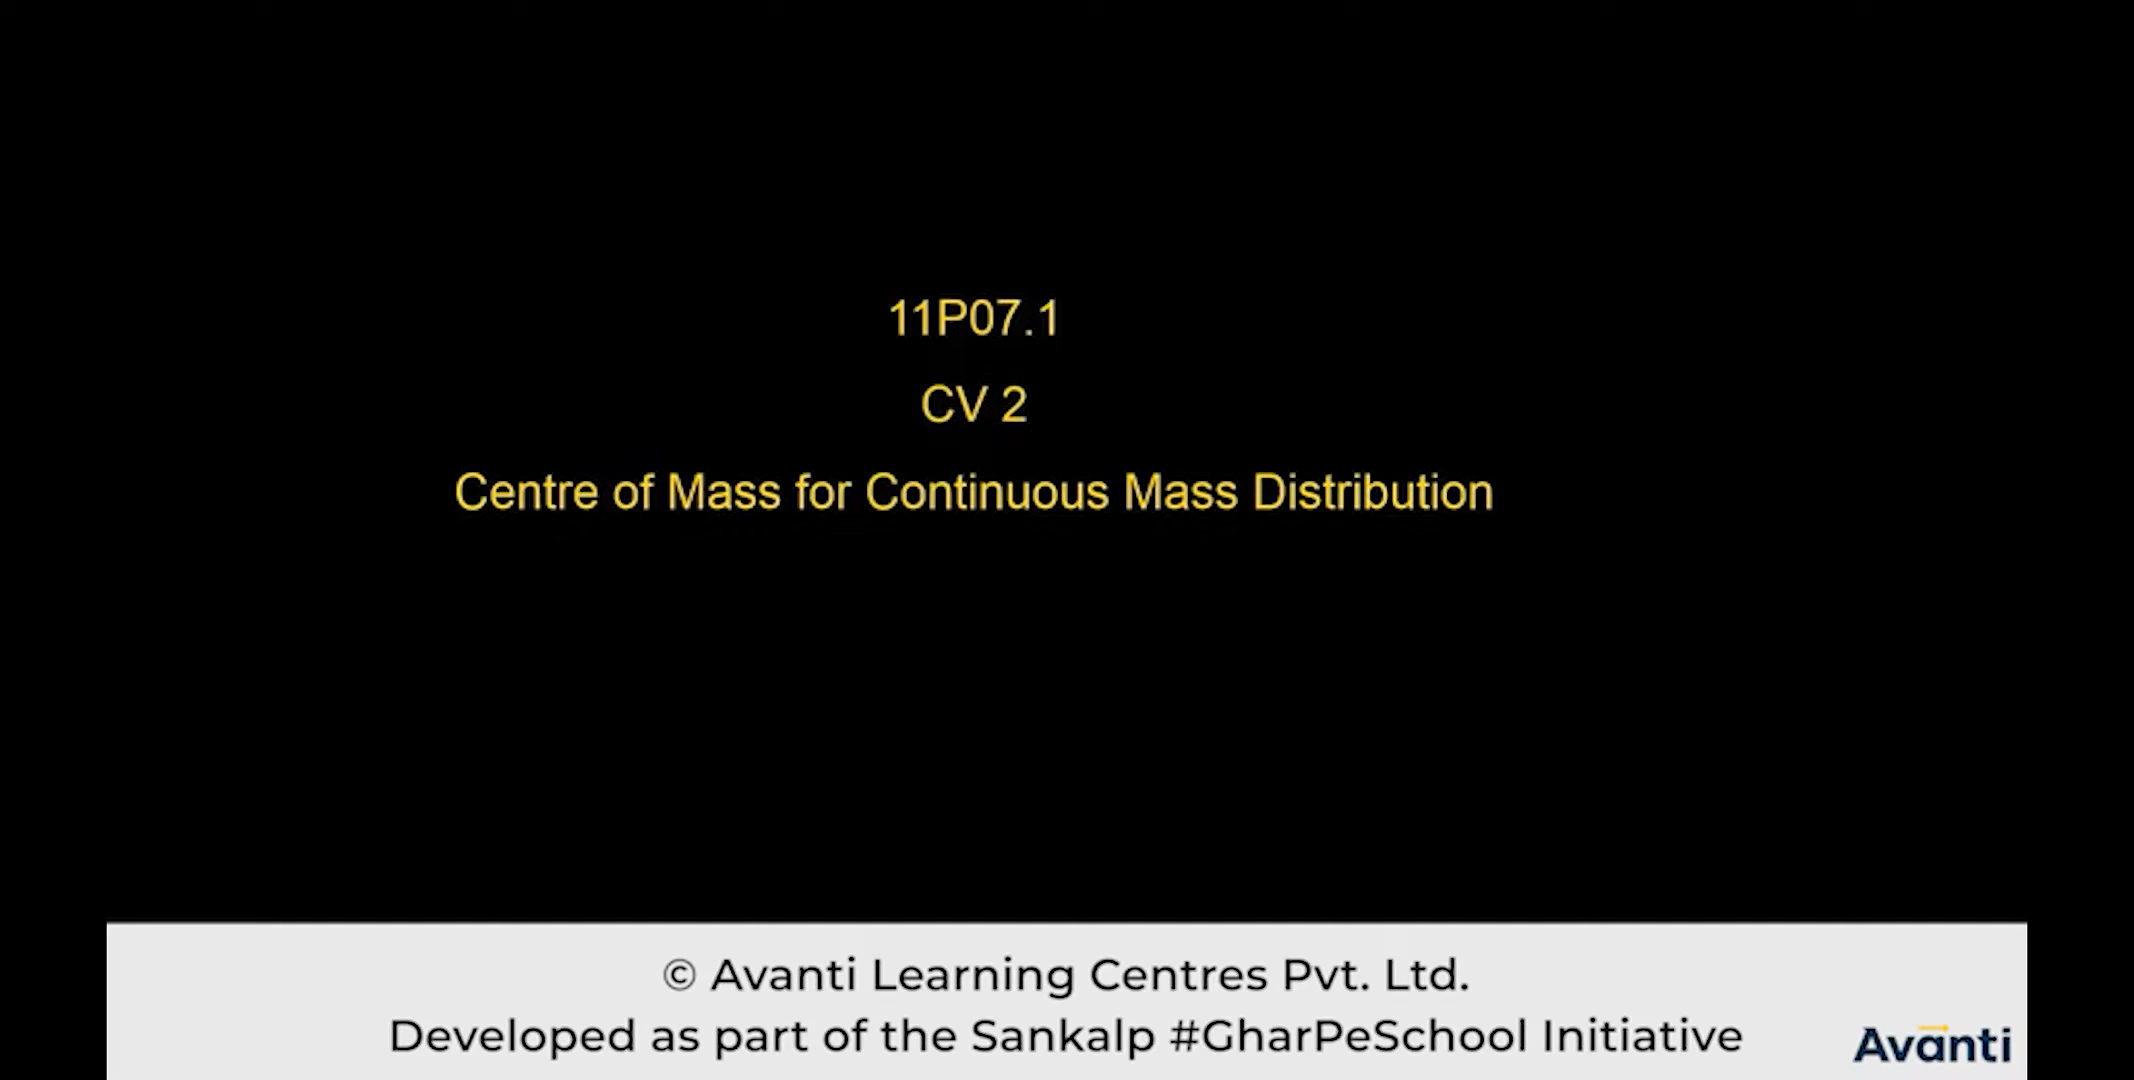 11P07.1
CV 2
Centre of Mass for Continuous Mass Distribution
© Avanti Learning Centres Pvt. Ltd.
Developed as part of the Sankalp #GharPeSchool Initiative
Avanti